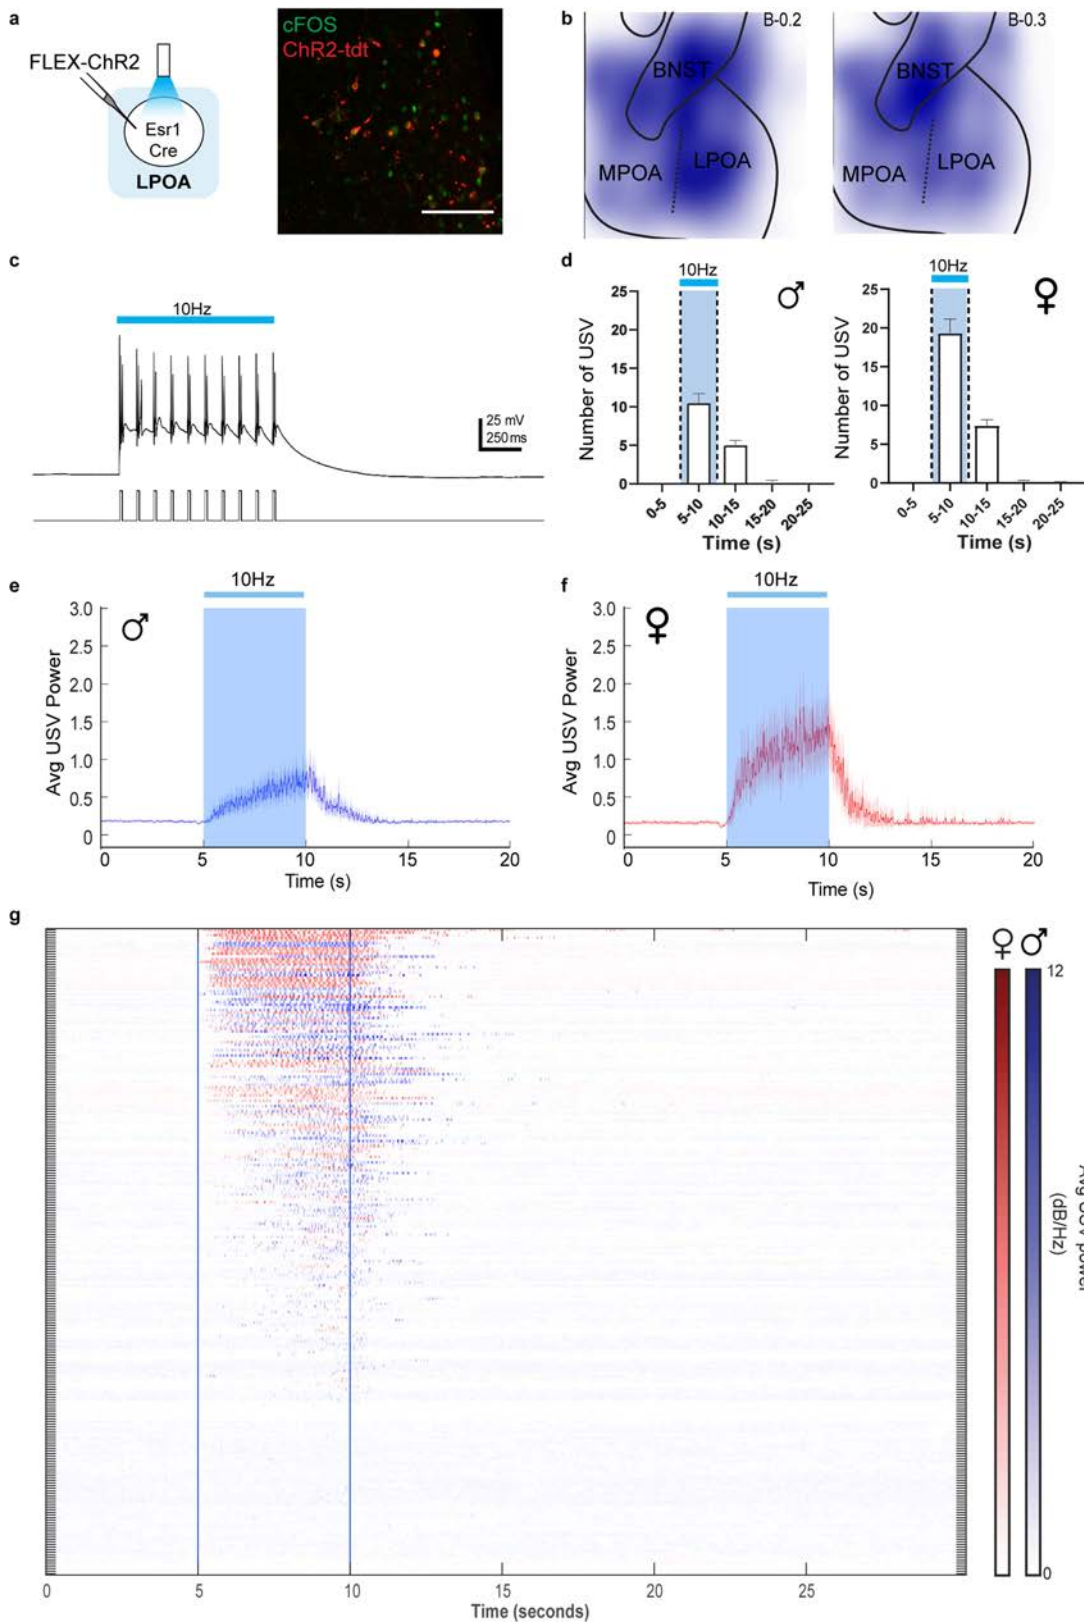 a
FLEX-ChR2
Esr1
Cre
LPOA
cFOS
ChR2-tdt
b
B-0.2
BNST
MPOA
LPOA
B-0.3
BNST
MPOA
LPOA
c
10Hz
25 mV
250 ms
d
10Hz
♂
Number of USV
25
20
15
10
5
0
0-5
5-10
10-15
15-20
20-25
Time (s)
10Hz
♀
Number of USV
25
20
15
10
5
0
0-5
5-10
10-15
15-20
20-25
Time (s)
e
10Hz
♂
Avg USV Power
3.0
2.5
2.0
1.5
1.0
0.5
0
0
5
10
15
20
Time (s)
f
10Hz
♀
Avg USV Power
3.0
2.5
2.0
1.5
1.0
0.5
0
0
5
10
15
20
Time (s)
g
♀ ♂
12
0
(dB/Hz)
0
5
10
15
20
25
Time (seconds)